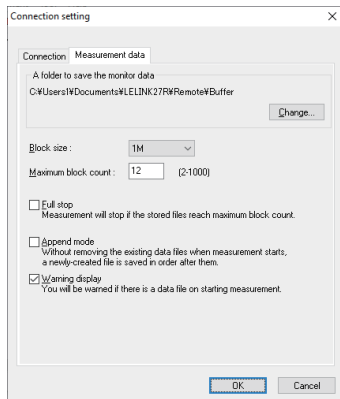 Connection setting
Connection Measurement data
A folder to save the monitor data
C:¥Users1¥Documents¥LELINK27R¥Remote¥Buffer
Change...
Block size : 1M
Maximum block count : 12 (2-1000)
Full stop
Measurement will stop if the stored files reach maximum block count.
Append mode
Without removing the existing data files when measurement starts,
a newly-created file is saved in order after them.
Warning display
You will be warned if there is a data file on starting measurement.
OK Cancel